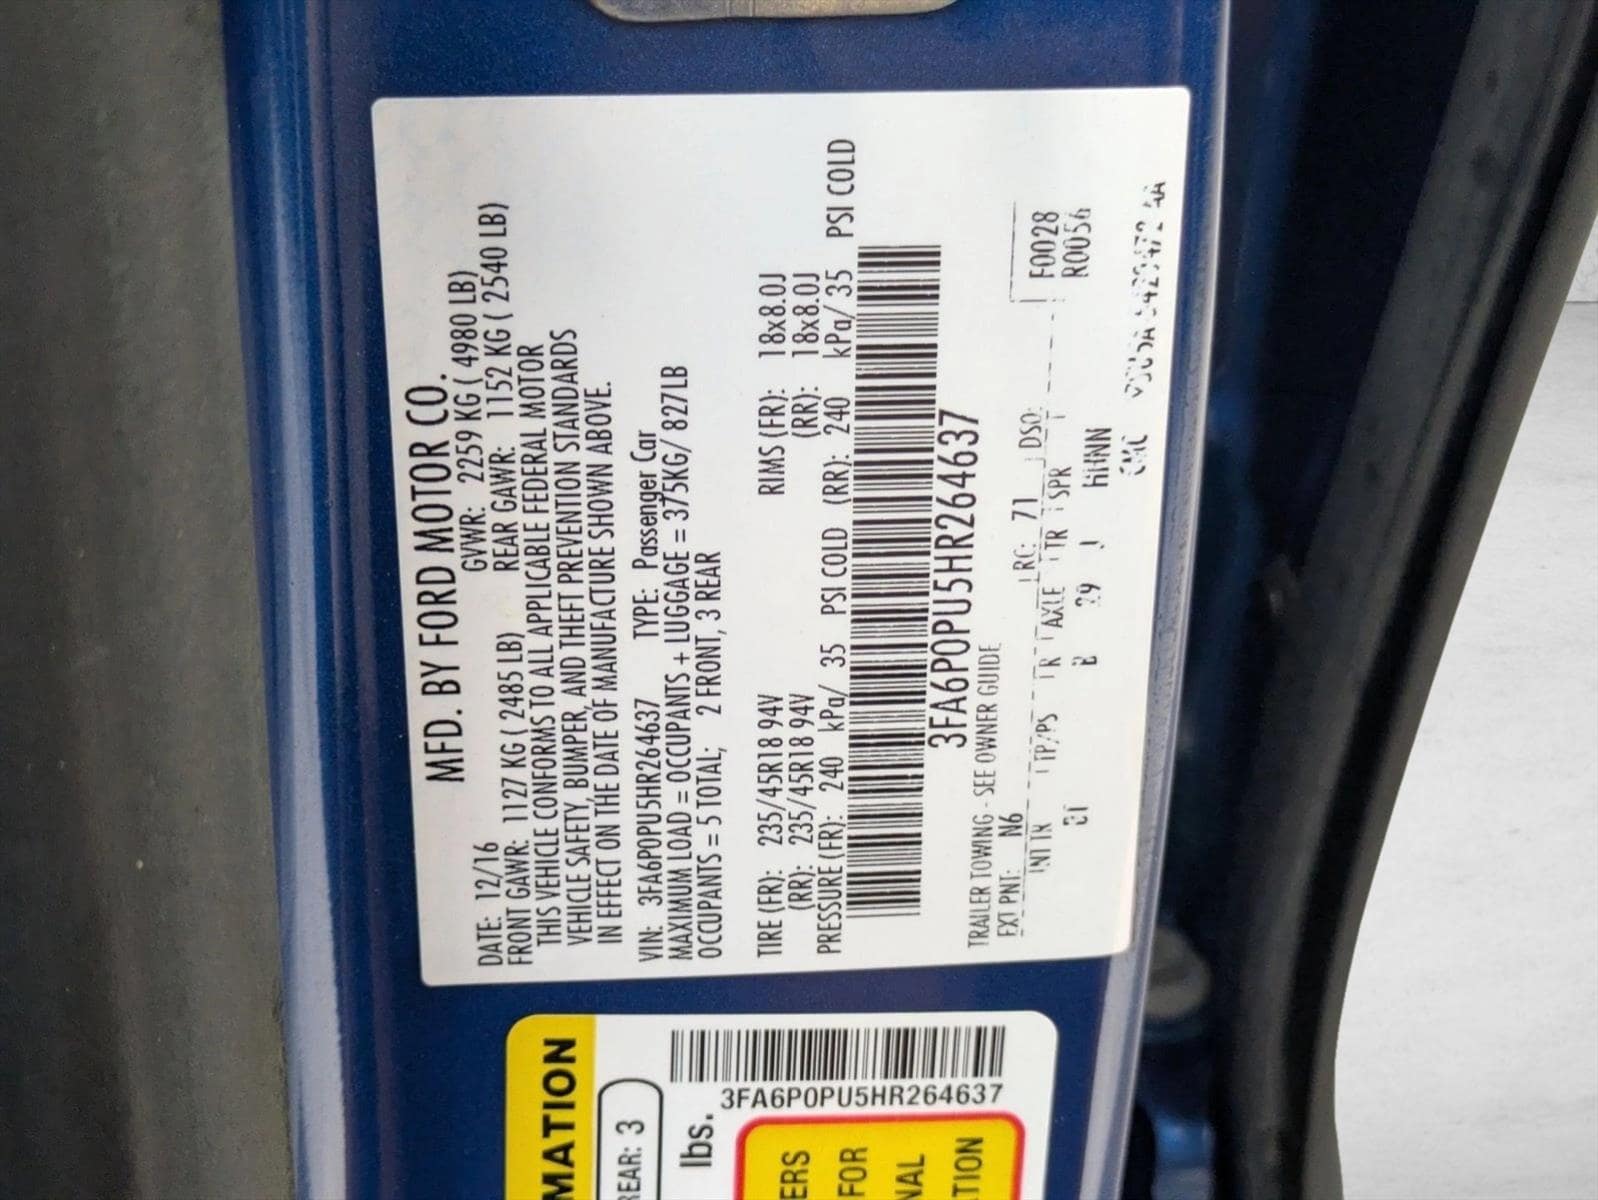 MFD. BY FORD MOTOR CO.
DATE: 12/16 GVWR: 2259 KG ( 4980 LB)
FRONT GAWR: 1127 KG ( 2485 LB) REAR GAWR: 1152 KG ( 2540 LB)
THIS VEHICLE CONFORMS TO ALL APPLICABLE FEDERAL MOTOR
VEHICLE SAFETY, BUMPER, AND THEFT PREVENTION STANDARDS
IN EFFECT ON THE DATE OF MANUFACTURE SHOWN ABOVE.
VIN: 3FA6P0PU5HR264637 TYPE: Passenger Car
MAXIMUM LOAD = OCCUPANTS + LUGGAGE = 375KG/ 827LB
OCCUPANTS = 5 TOTAL; 2 FRONT, 3 REAR
TIRE (FR): 235/45R18 94V RIMS (FR): 18x8.0J
(RR): 235/45R18 94V (RR): 18x8.0J
PRESSURE (FR): 240 kPa/ 35 PSI COLD (RR): 240 kPa/ 35 PSI COLD
3FA6P0PU5HR264637
TRAILER TOWING - SEE OWNER GUIDE
EXT PNT: N6 RC: 71 DSO: F0028
INT TR TP/PS R AXLE TR SPR R0056
29 J HHNN
MATION
REAR: 3
lbs.
3FA6P0PU5HR264637
ERS
FOR
NAL
TION